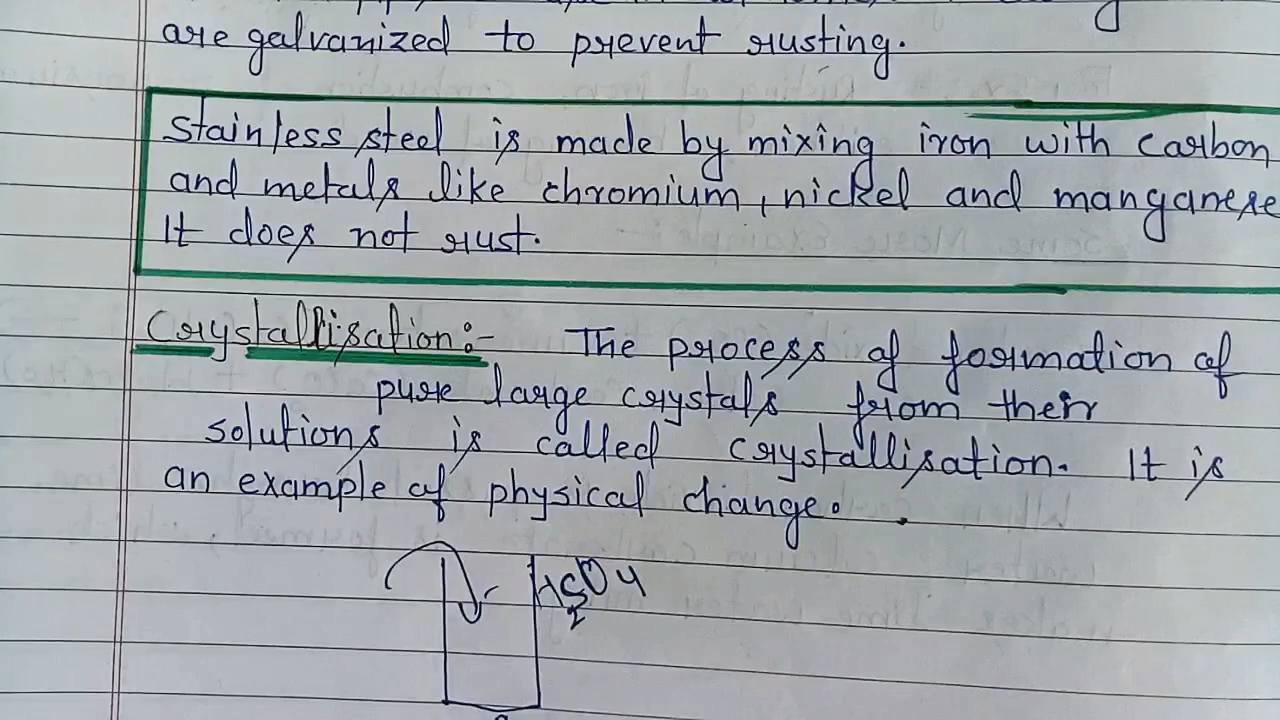 are galvanized to prevent rusting.
Stainless steel is made by mixing iron with carbon
and metals like chromium, nickel and manganese
It does not rust.
Crystallisation:- The process of formation of
pure large crystals from their
solutions is called crystallisation. It is
an example of physical change.
H2SO4